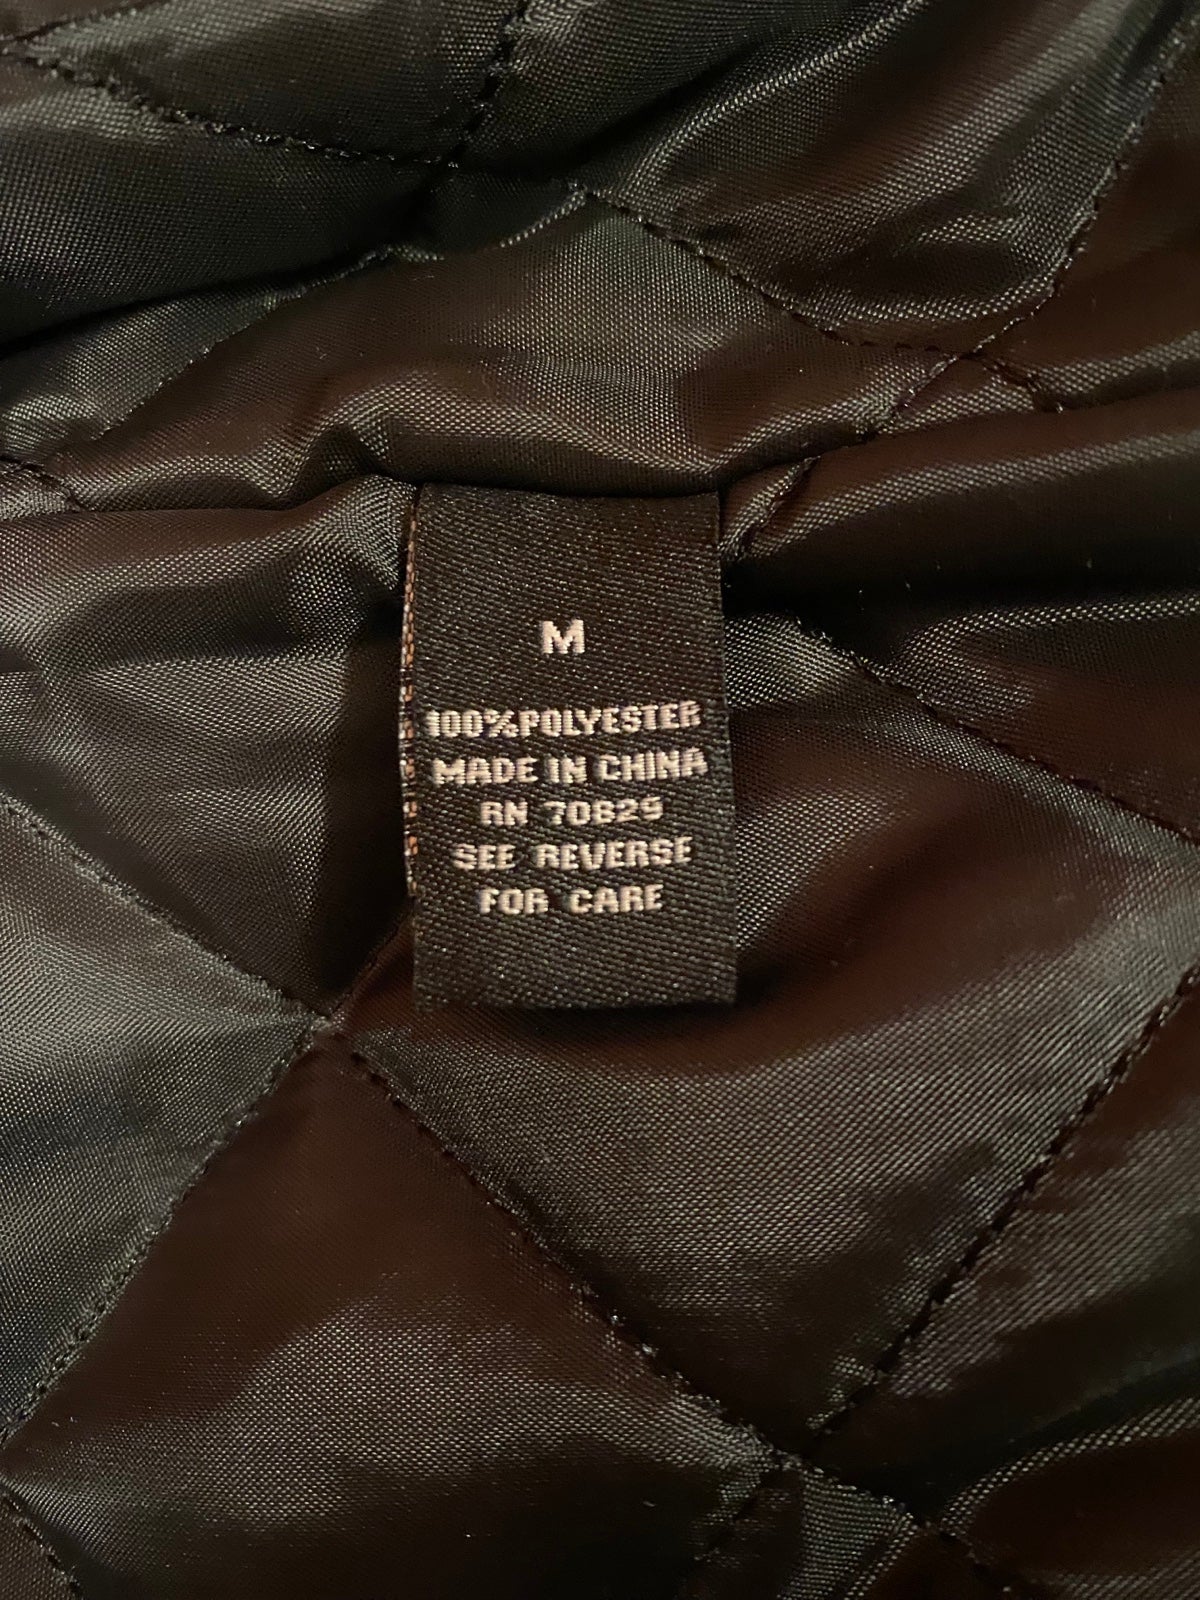 M
100%POLYESTER
MADE IN CHINA
RN 70829
SEE REVERSE
FOR CARE